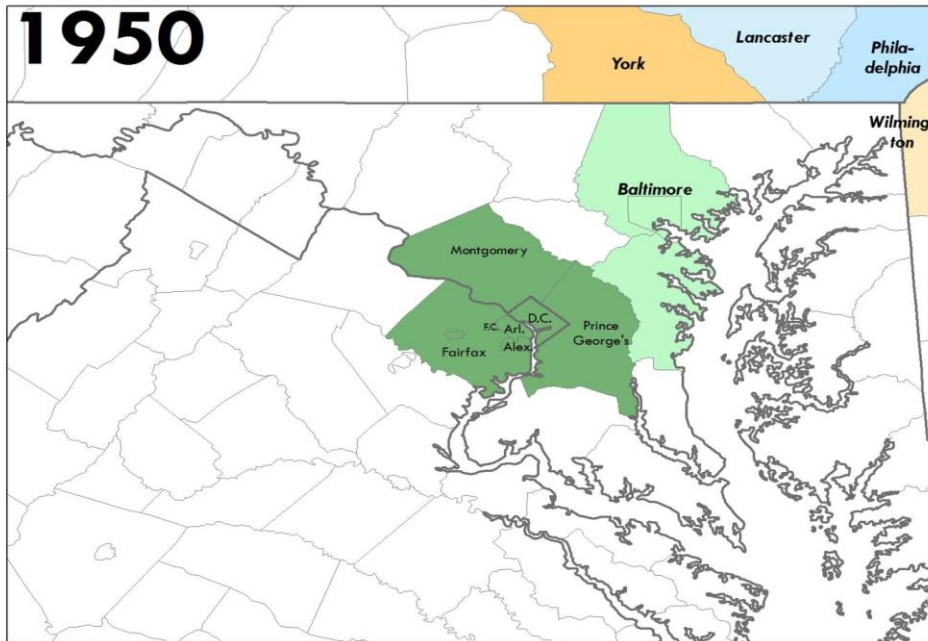 1950
York
Lancaster
Phila-
delphia
Wilming
ton
Baltimore
Montgomery
D.C.
F.C.
Arl.
Prince
George's
Fairfax
Alex.